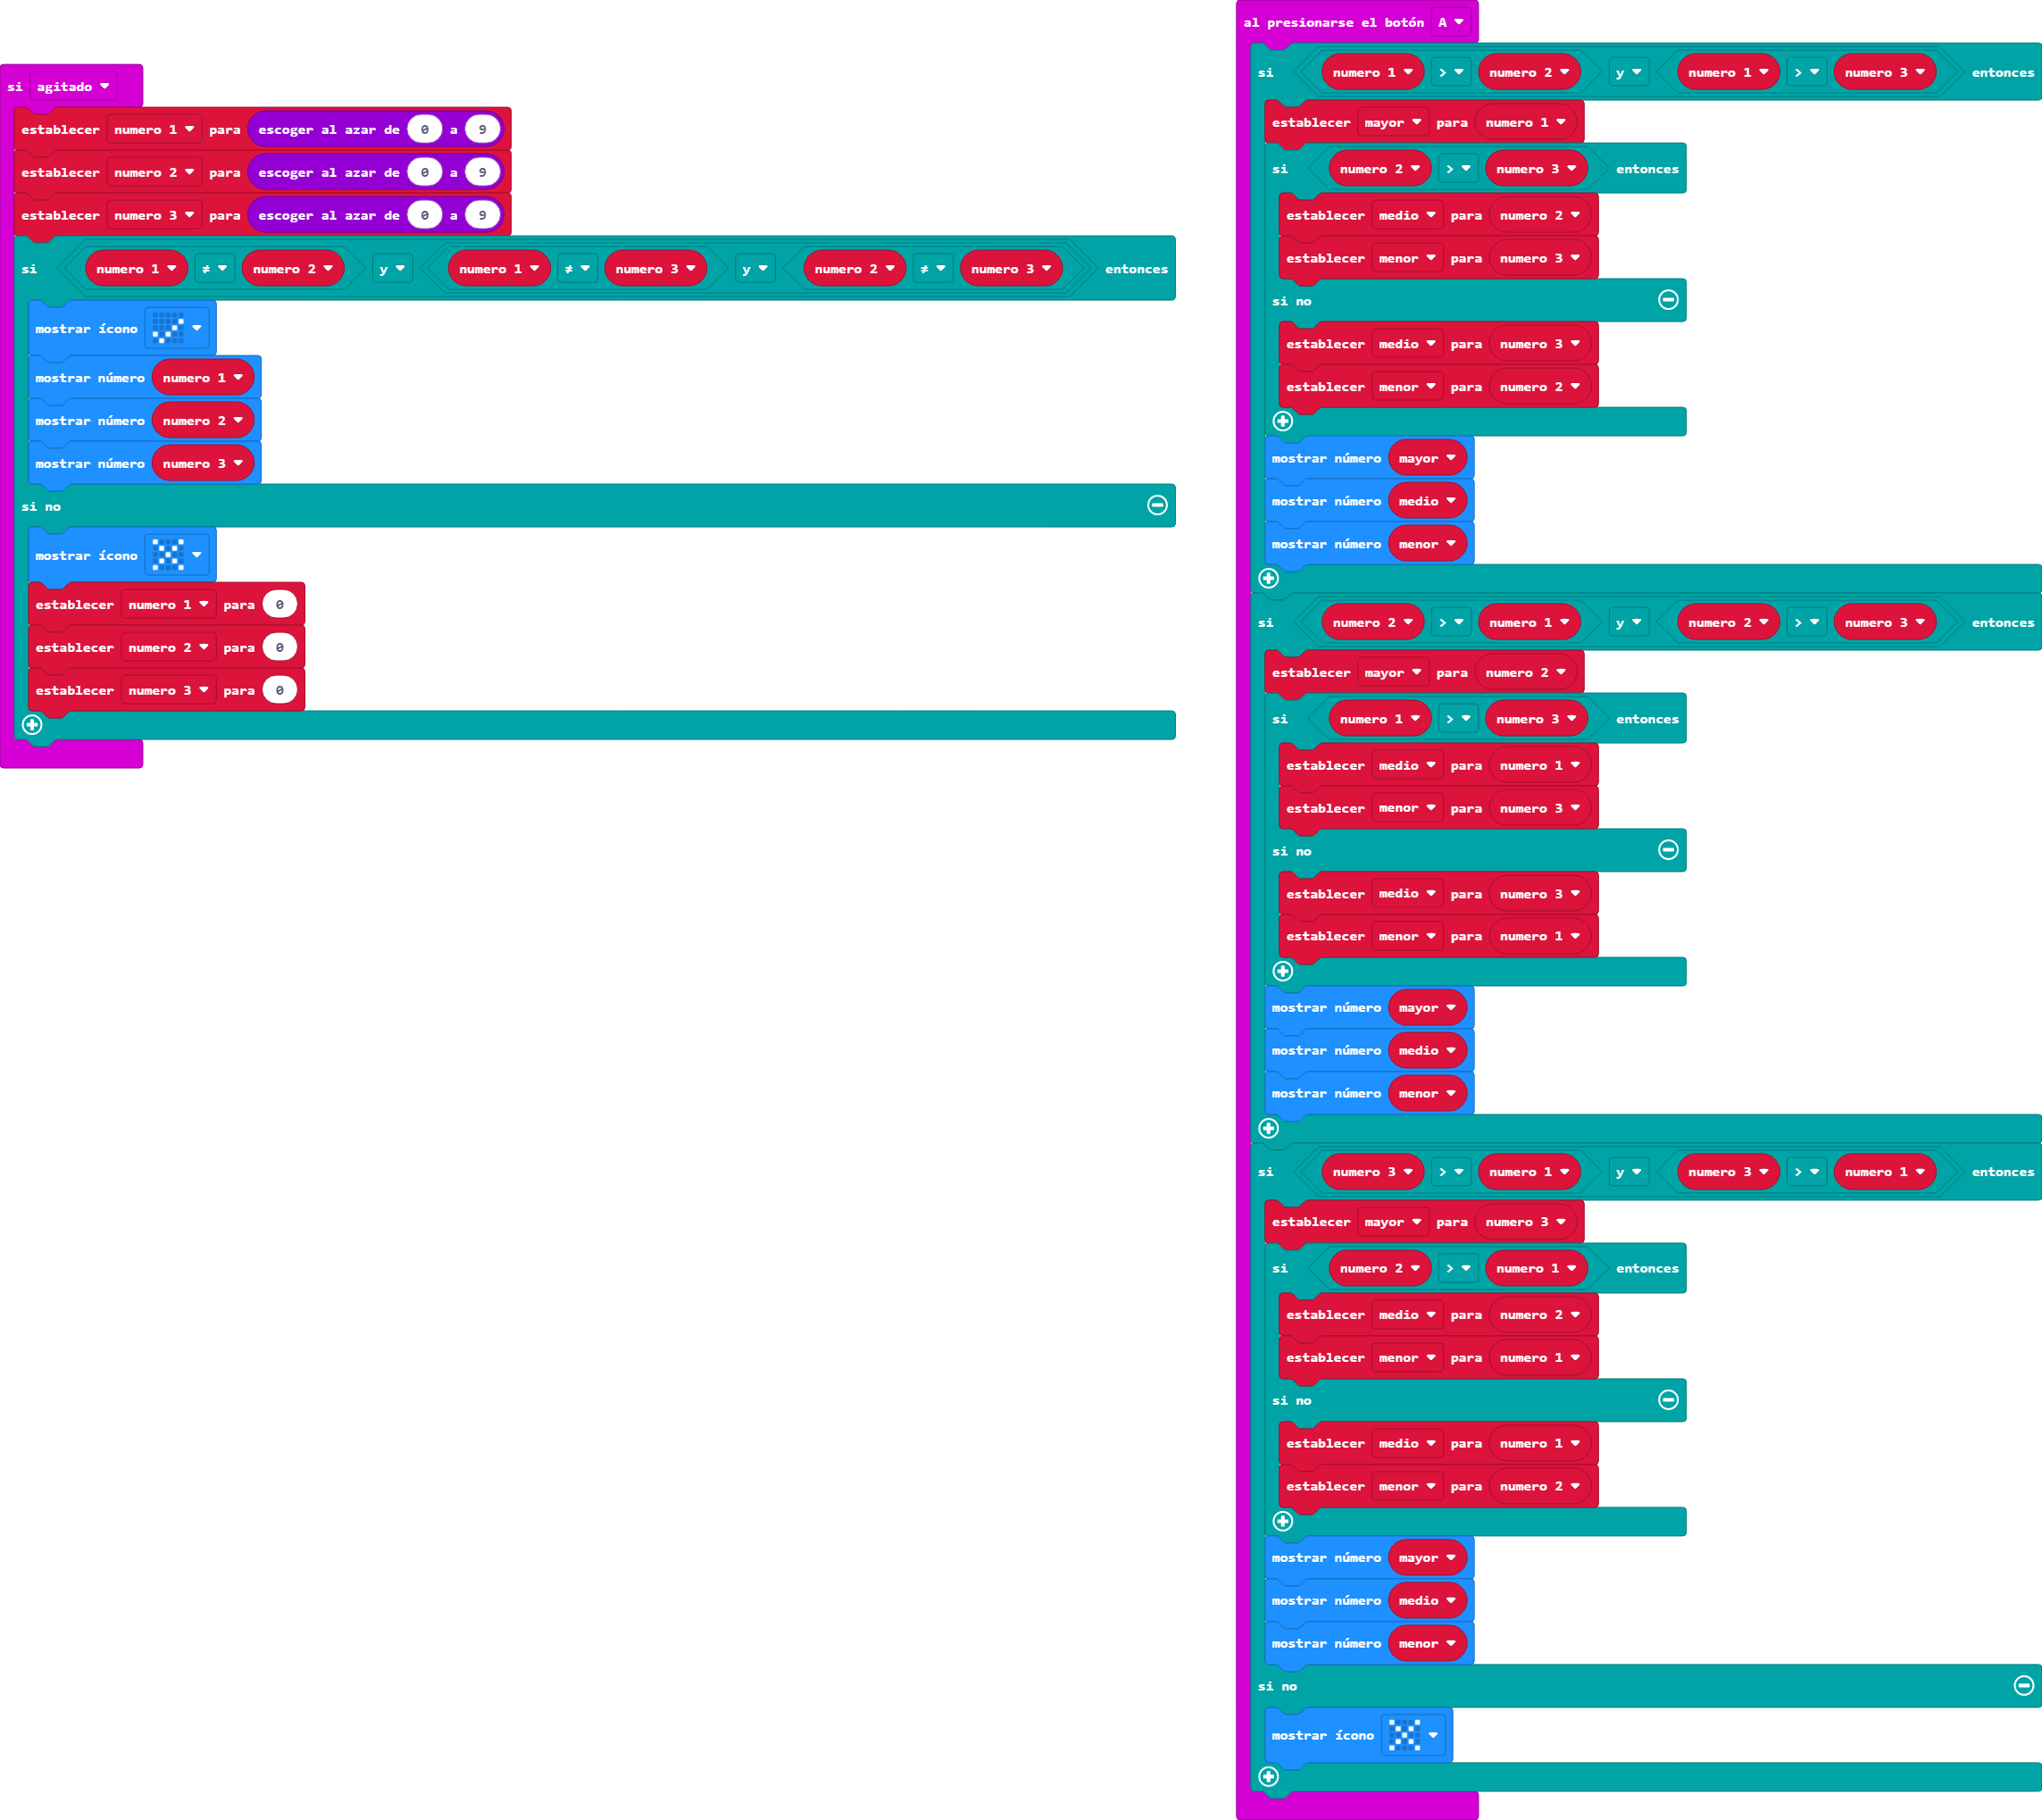 si agitado
establecer numero 1 para escoger al azar de 0 a 9
establecer numero 2 para escoger al azar de 0 a 9
establecer numero 3 para escoger al azar de 0 a 9
si numero 1 ≠ numero 2 y numero 1 ≠ numero 3 y numero 2 ≠ numero 3 entonces
mostrar ícono
mostrar número numero 1
mostrar número numero 2
mostrar número numero 3
si no
mostrar ícono
establecer numero 1 para 0
establecer numero 2 para 0
establecer numero 3 para 0
al presionarse el botón A
si numero 1 > numero 2 y numero 1 > numero 3 entonces
establecer mayor para numero 1
si numero 2 > numero 3 entonces
establecer medio para numero 2
establecer menor para numero 3
si no
establecer medio para numero 3
establecer menor para numero 2
mostrar número mayor
mostrar número medio
mostrar número menor
si numero 2 > numero 1 y numero 2 > numero 3 entonces
establecer mayor para numero 2
si numero 1 > numero 3 entonces
establecer medio para numero 1
establecer menor para numero 3
si no
establecer medio para numero 3
establecer menor para numero 1
mostrar número mayor
mostrar número medio
mostrar número menor
si numero 3 > numero 1 y numero 3 > numero 1 entonces
establecer mayor para numero 3
si numero 2 > numero 1 entonces
establecer medio para numero 2
establecer menor para numero 1
si no
establecer medio para numero 1
establecer menor para numero 2
mostrar número mayor
mostrar número medio
mostrar número menor
si no
mostrar ícono